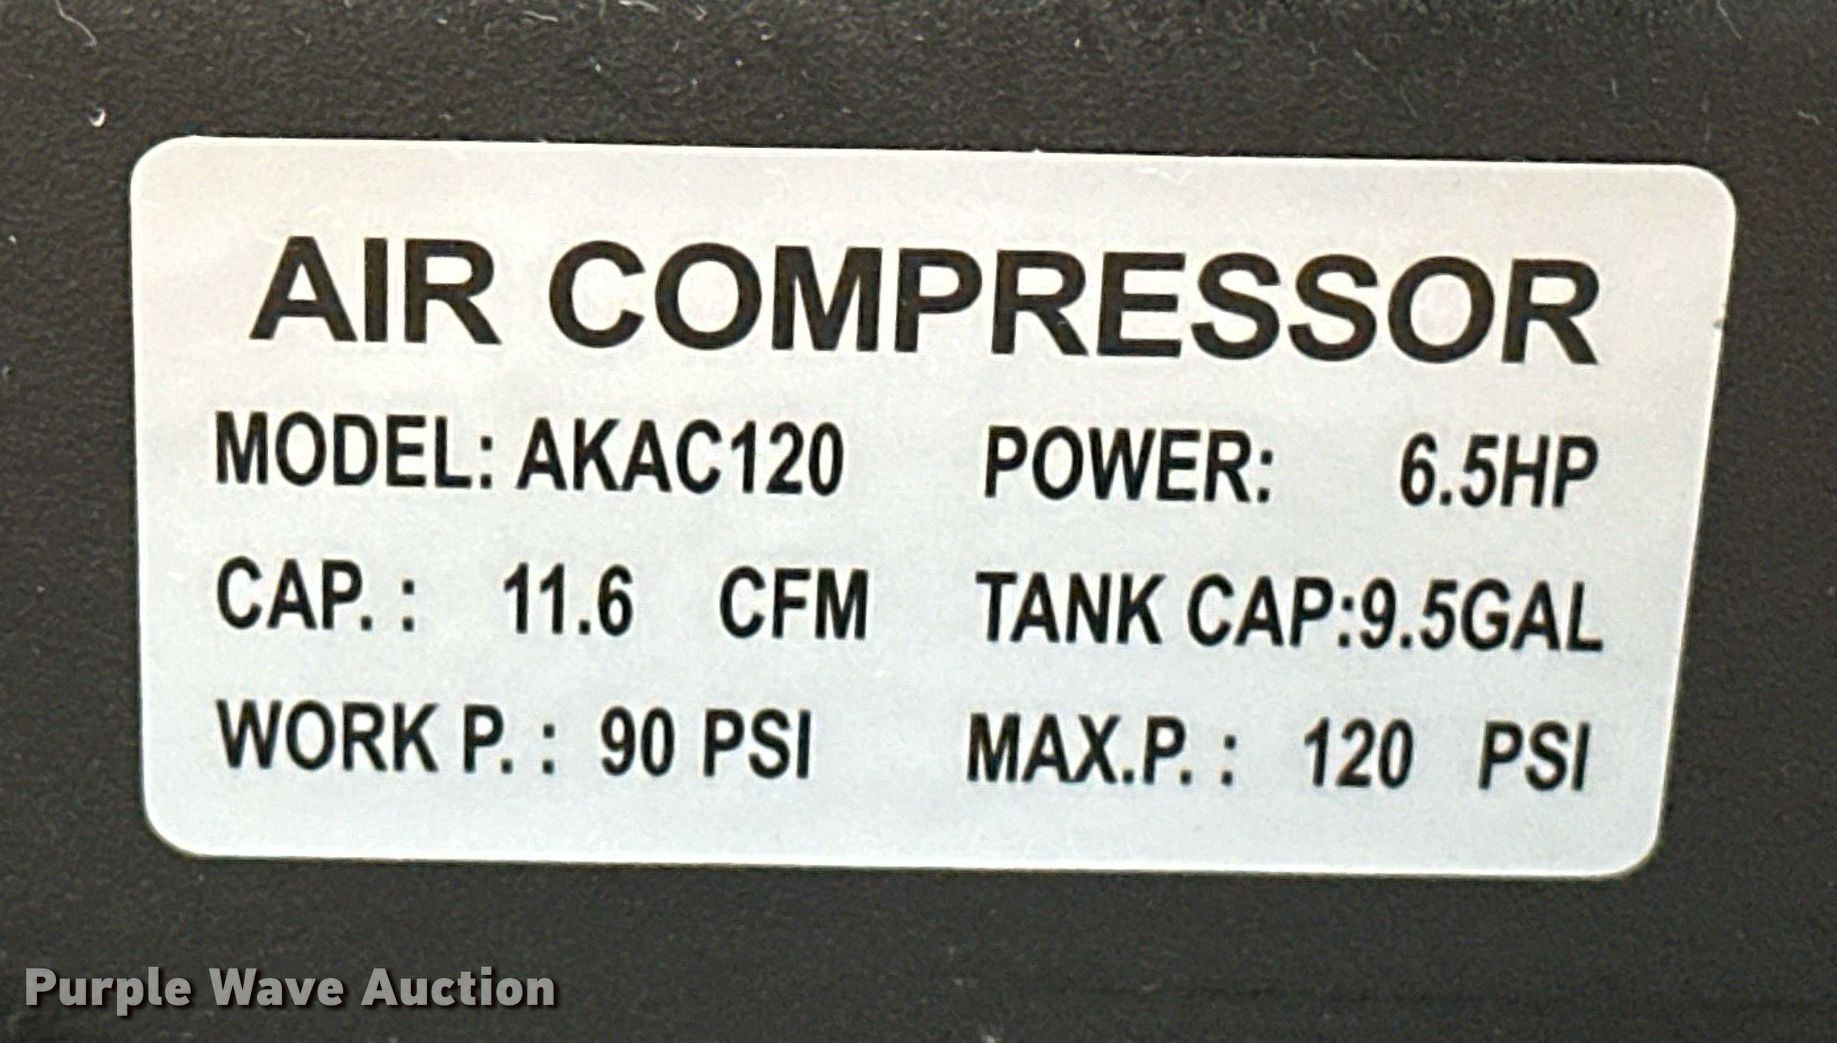 AIR COMPRESSOR
MODEL: AKAC120 POWER: 6.5HP
CAP. : 11.6 CFM TANK CAP:9.5GAL
WORK P. : 90 PSI MAX.P. : 120 PSI
Purple Wave Auction